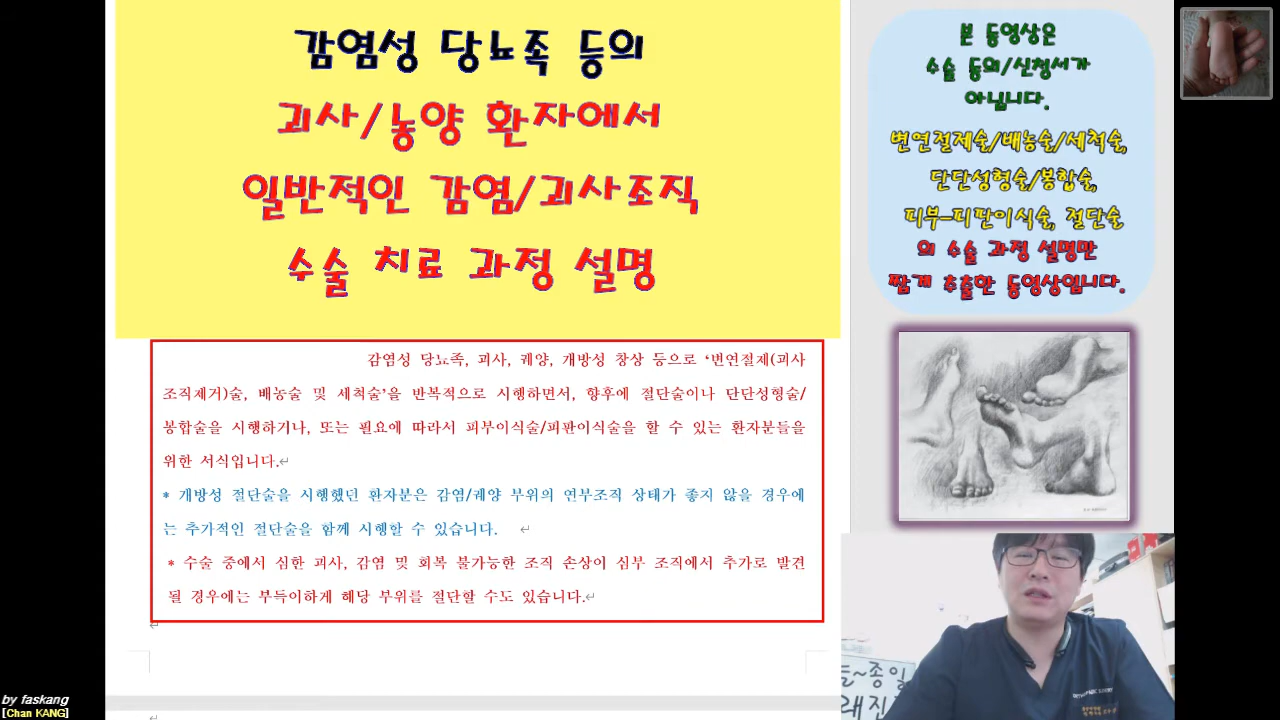 감염성 당뇨족 등의
괴사/농양 환자에서
일반적인 감염/괴사조직
수술 치료 과정 설명
감염성 당뇨족, 괴사, 궤양, 개방성 창상 등으로 ‘변연절제(괴사
조직제거)술, 배농술 및 세척술’을 반복적으로 시행하면서, 향후에 절단술이나 단단성형술/
봉합술을 시행하기나, 또는 필요에 따라서 피부이식술/피판이식술을 할 수 있는 환자분들을
위한 서식입니다.↵
* 개방성 절단술을 시행했던 환자분은 감염/궤양 부위의 연부조직 상태가 좋지 않을 경우에
는 추가적인 절단술을 함께 시행할 수 있습니다. ↵
* 수술 중에서 심한 괴사, 감염 및 회복 불가능한 조직 손상이 심부 조직에서 추가로 발견
될 경우에는 부득이하게 해당 부위를 절단할 수도 있습니다.↵
본 동영상은
수술 동의/신청서가
아닙니다.
변연절제술/배농술/세척술,
단단성형술/봉합술,
피부-피판이식술, 절단술
의 수술 과정 설명만
짧게 추출한 동영상입니다.
by faskang
[Chan KANG]